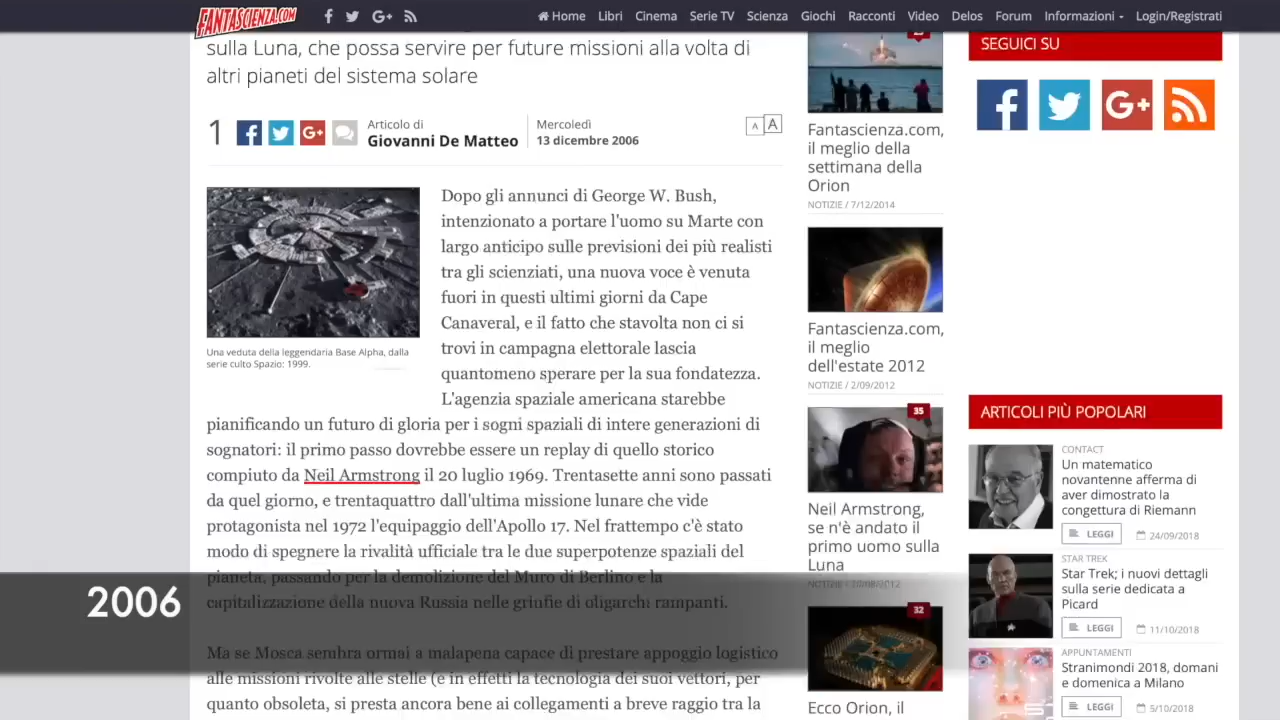 FANTASCIENZA.COM
Home Libri Cinema Serie TV Scienza Giochi Racconti Video Delos Forum Informazioni Login/Registrati
sulla Luna, che possa servire per future missioni alla volta di
altri pianeti del sistema solare
1
Articolo di
Giovanni De Matteo
Mercoledì
13 dicembre 2006
A A
Una veduta della leggendaria Base Alpha, dalla
serie culto Spazio: 1999.
Dopo gli annunci di George W. Bush,
intenzionato a portare l'uomo su Marte con
largo anticipo sulle previsioni dei più realisti
tra gli scienziati, una nuova voce è venuta
fuori in questi ultimi giorni da Cape
Canaveral, e il fatto che stavolta non ci si
trovi in campagna elettorale lascia
quantomeno sperare per la sua fondatezza.
L'agenzia spaziale americana starebbe
pianificando un futuro di gloria per i sogni spaziali di intere generazioni di
sognatori: il primo passo dovrebbe essere un replay di quello storico
compiuto da Neil Armstrong il 20 luglio 1969. Trentasette anni sono passati
da quel giorno, e trentaquattro dall'ultima missione lunare che vide
protagonista nel 1972 l'equipaggio dell'Apollo 17. Nel frattempo c'è stato
modo di spegnere la rivalità ufficiale tra le due superpotenze spaziali del
pianeta, passando per la demolizione del Muro di Berlino e la
capitalizzazione della nuova Russia nelle grinfie di oligarchi rampanti.
2006
Ma se Mosca sembra ormai a malapena capace di prestare appoggio logistico
alle missioni rivolte alle stelle (e in effetti la tecnologia dei suoi vettori, per
quanto obsoleta, si presta ancora bene ai collegamenti a breve raggio tra la
Fantascienza.com,
il meglio della
settimana della
Orion
NOTIZIE / 7/12/2014
Fantascienza.com,
il meglio
dell'estate 2012
NOTIZIE / 2/09/2012
35
Neil Armstrong,
se n'è andato il
primo uomo sulla
Luna
32
Ecco Orion, il
SEGUICI SU
ARTICOLI PIÙ POPOLARI
CONTACT
Un matematico
novantenne afferma di
aver dimostrato la
congettura di Riemann
LEGGI 24/09/2018
STAR TREK
Star Trek; i nuovi dettagli
sulla serie dedicata a
Picard
LEGGI 11/10/2018
APPUNTAMENTI
Stranimondi 2018, domani
e domenica a Milano
LEGGI 5/10/2018